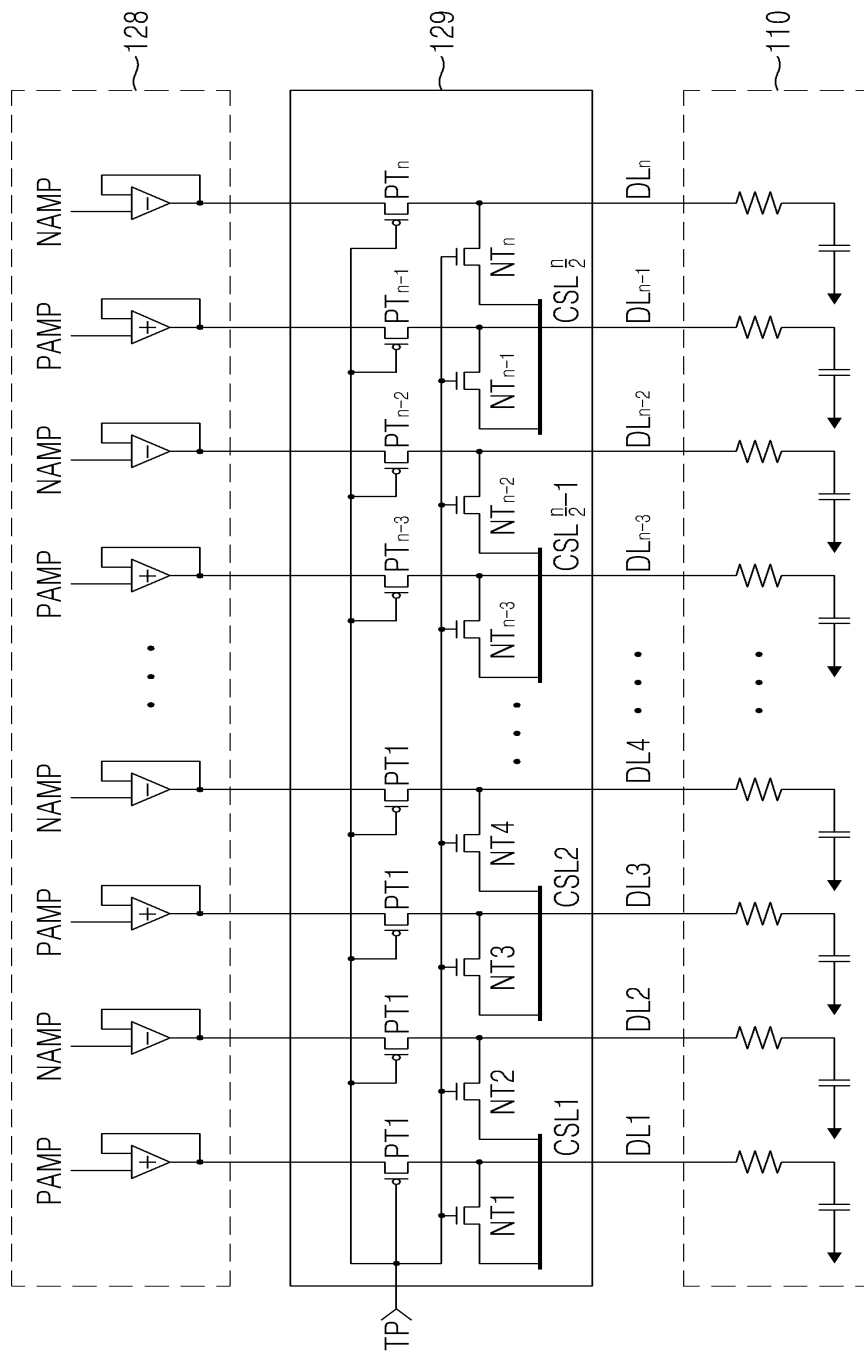 PAMP NAMP PAMP NAMP ... PAMP NAMP PAMP NAMP
+ − + − + − + −
128
PT1 PT1 PT1 PT1 PTn-3 PTn-2 PTn-1 PTn
TP
129
NT1 NT2 NT3 NT4 ... NTn-3 NTn-2 NTn-1 NTn
CSL1 CSL2 CSL n/2-1 CSL n/2
DL1 DL2 DL3 DL4 ... DLn-3 DLn-2 DLn-1 DLn
110
...